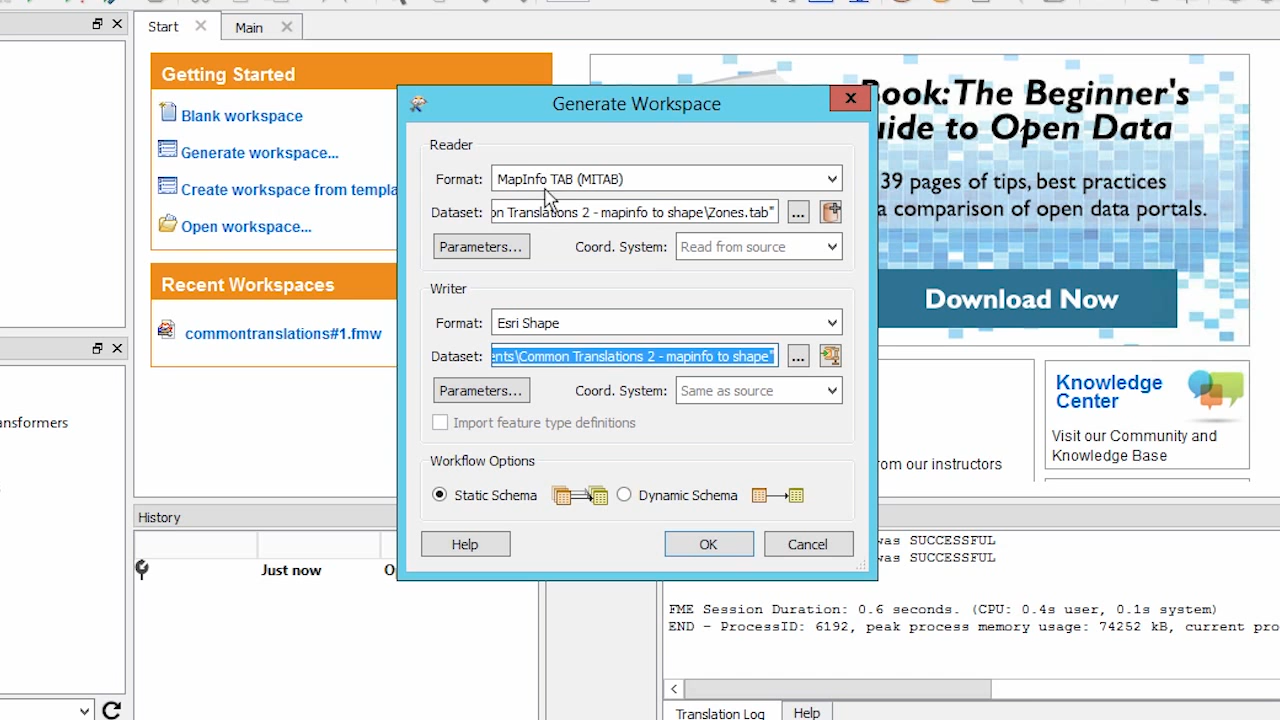 Start
Main
Getting Started
Blank workspace
Generate workspace...
Create workspace from templa
Open workspace...
Recent Workspaces
commontranslations#1.fmw
Book: The Beginner's
uide to Open Data
39 pages of tips, best practices
a comparison of open data portals.
Download Now
Generate Workspace
X
Reader
Format: MapInfo TAB (MITAB)
Dataset: on Translations 2 - mapinfo to shape\Zones.tab" ...
Parameters... Coord. System: Read from source
Writer
Format: Esri Shape
Dataset: ents\Common Translations 2 - mapinfo to shape" ...
Parameters... Coord. System: Same as source
Import feature type definitions
Workflow Options
Static Schema Dynamic Schema
Help OK Cancel
Knowledge
Center
Visit our Community and
Knowledge Base
om our instructors
ansformers
History
Just now
was SUCCESSFUL
was SUCCESSFUL
FME Session Duration: 0.6 seconds. (CPU: 0.4s user, 0.1s system)
END - ProcessID: 6192, peak process memory usage: 74252 kB, current pro
Translation Log Help